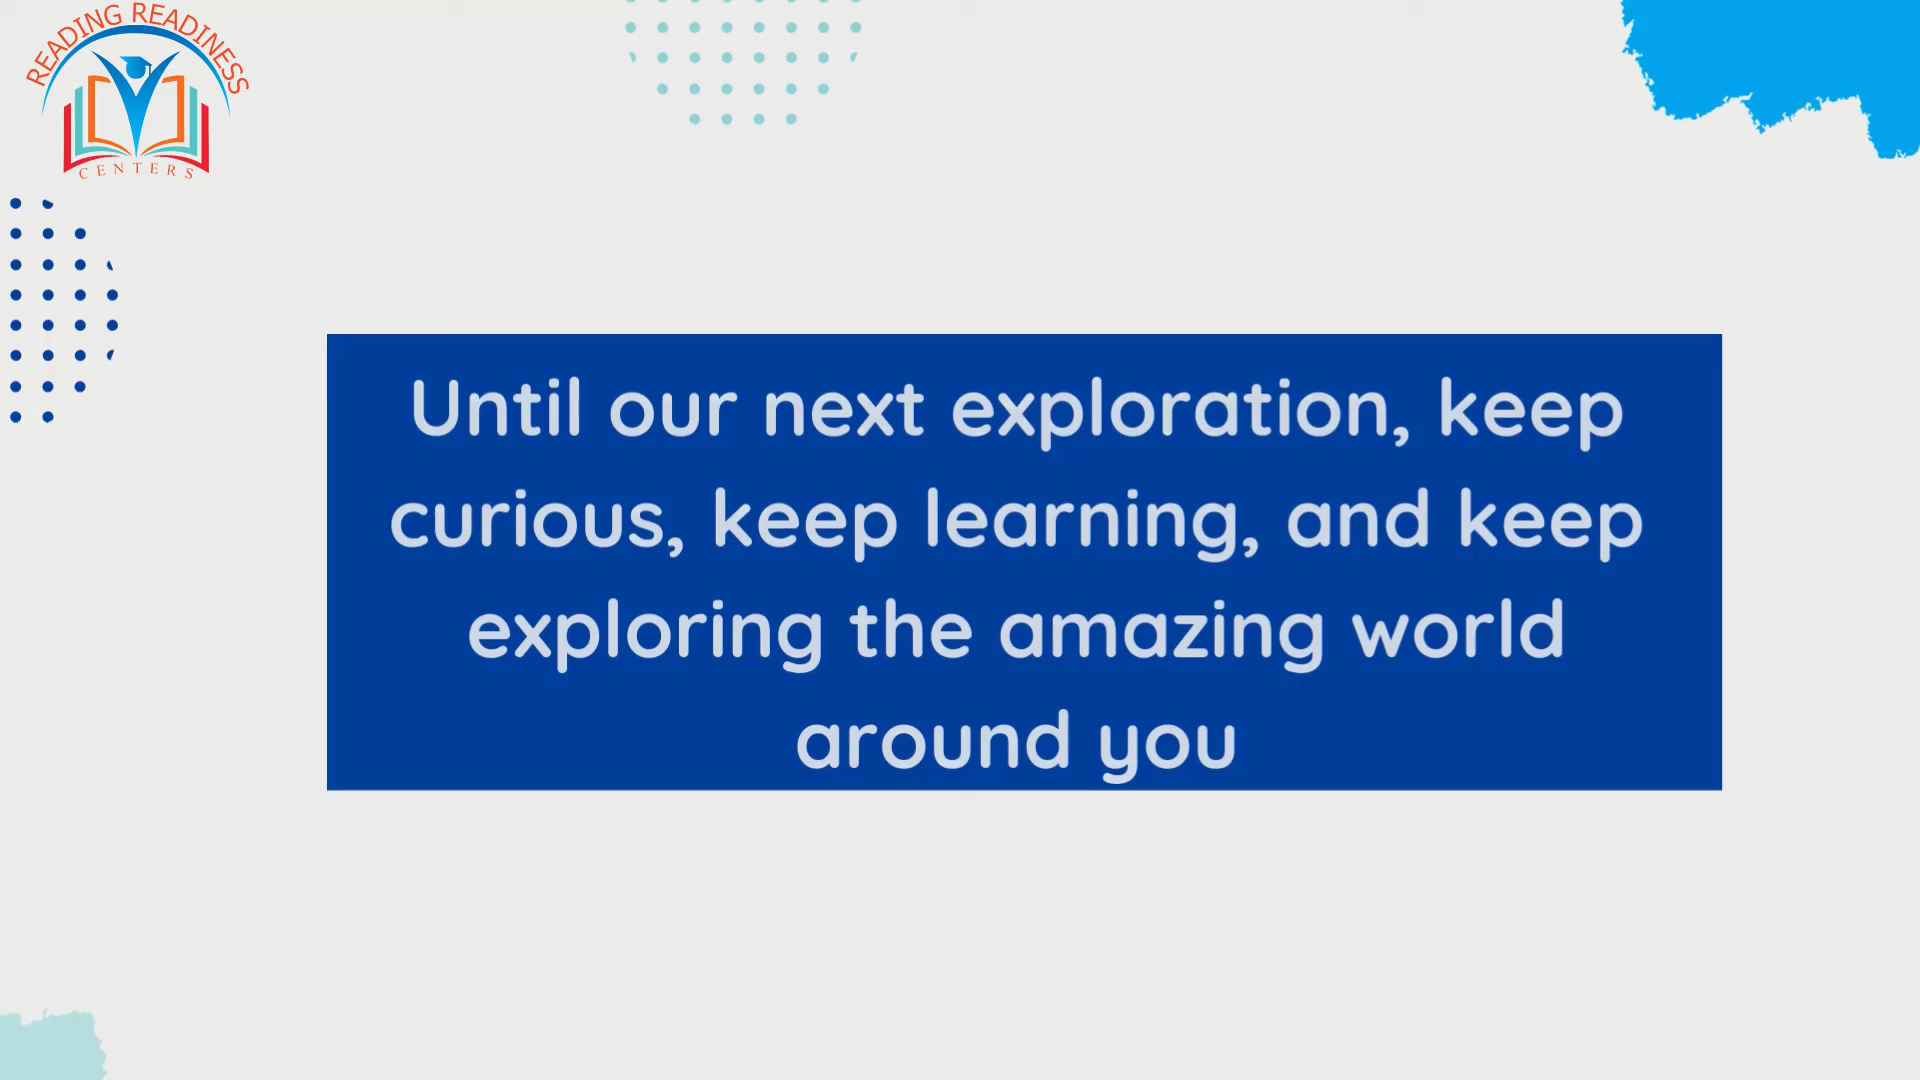 READING READINESS
CENTERS
Until our next exploration, keep
curious, keep learning, and keep
exploring the amazing world
around you